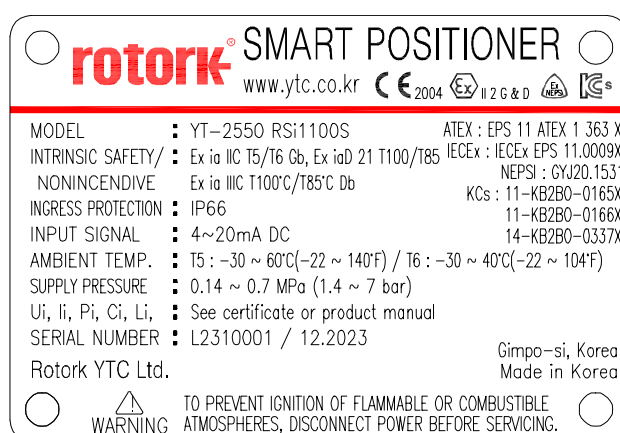 rotork® SMART POSITIONER
www.ytc.co.kr CE 2004 Ex II 2 G & D Ex NEPSI KCs
MODEL : YT-2550 RSi1100S
INTRINSIC SAFETY/ : Ex ia IIC T5/T6 Gb, Ex iaD 21 T100/T85
NONINCENDIVE Ex ia IIIC T100°C/T85°C Db
ATEX : EPS 11 ATEX 1 363 X
IECEx : IECEx EPS 11.0009X
NEPSI : GYJ20.1531
KCs : 11-KB2BO-0165X
11-KB2BO-0166X
14-KB2BO-0337X
INGRESS PROTECTION : IP66
INPUT SIGNAL : 4~20mA DC
AMBIENT TEMP. : T5 : -30 ~ 60°C(-22 ~ 140°F) / T6 : -30 ~ 40°C(-22 ~ 104°F)
SUPPLY PRESSURE : 0.14 ~ 0.7 MPa (1.4 ~ 7 bar)
Ui, Ii, Pi, Ci, Li, : See certificate or product manual
SERIAL NUMBER : L2310001 / 12.2023
Rotork YTC Ltd.
Gimpo-si, Korea
Made in Korea
WARNING
TO PREVENT IGNITION OF FLAMMABLE OR COMBUSTIBLE
ATMOSPHERES, DISCONNECT POWER BEFORE SERVICING.